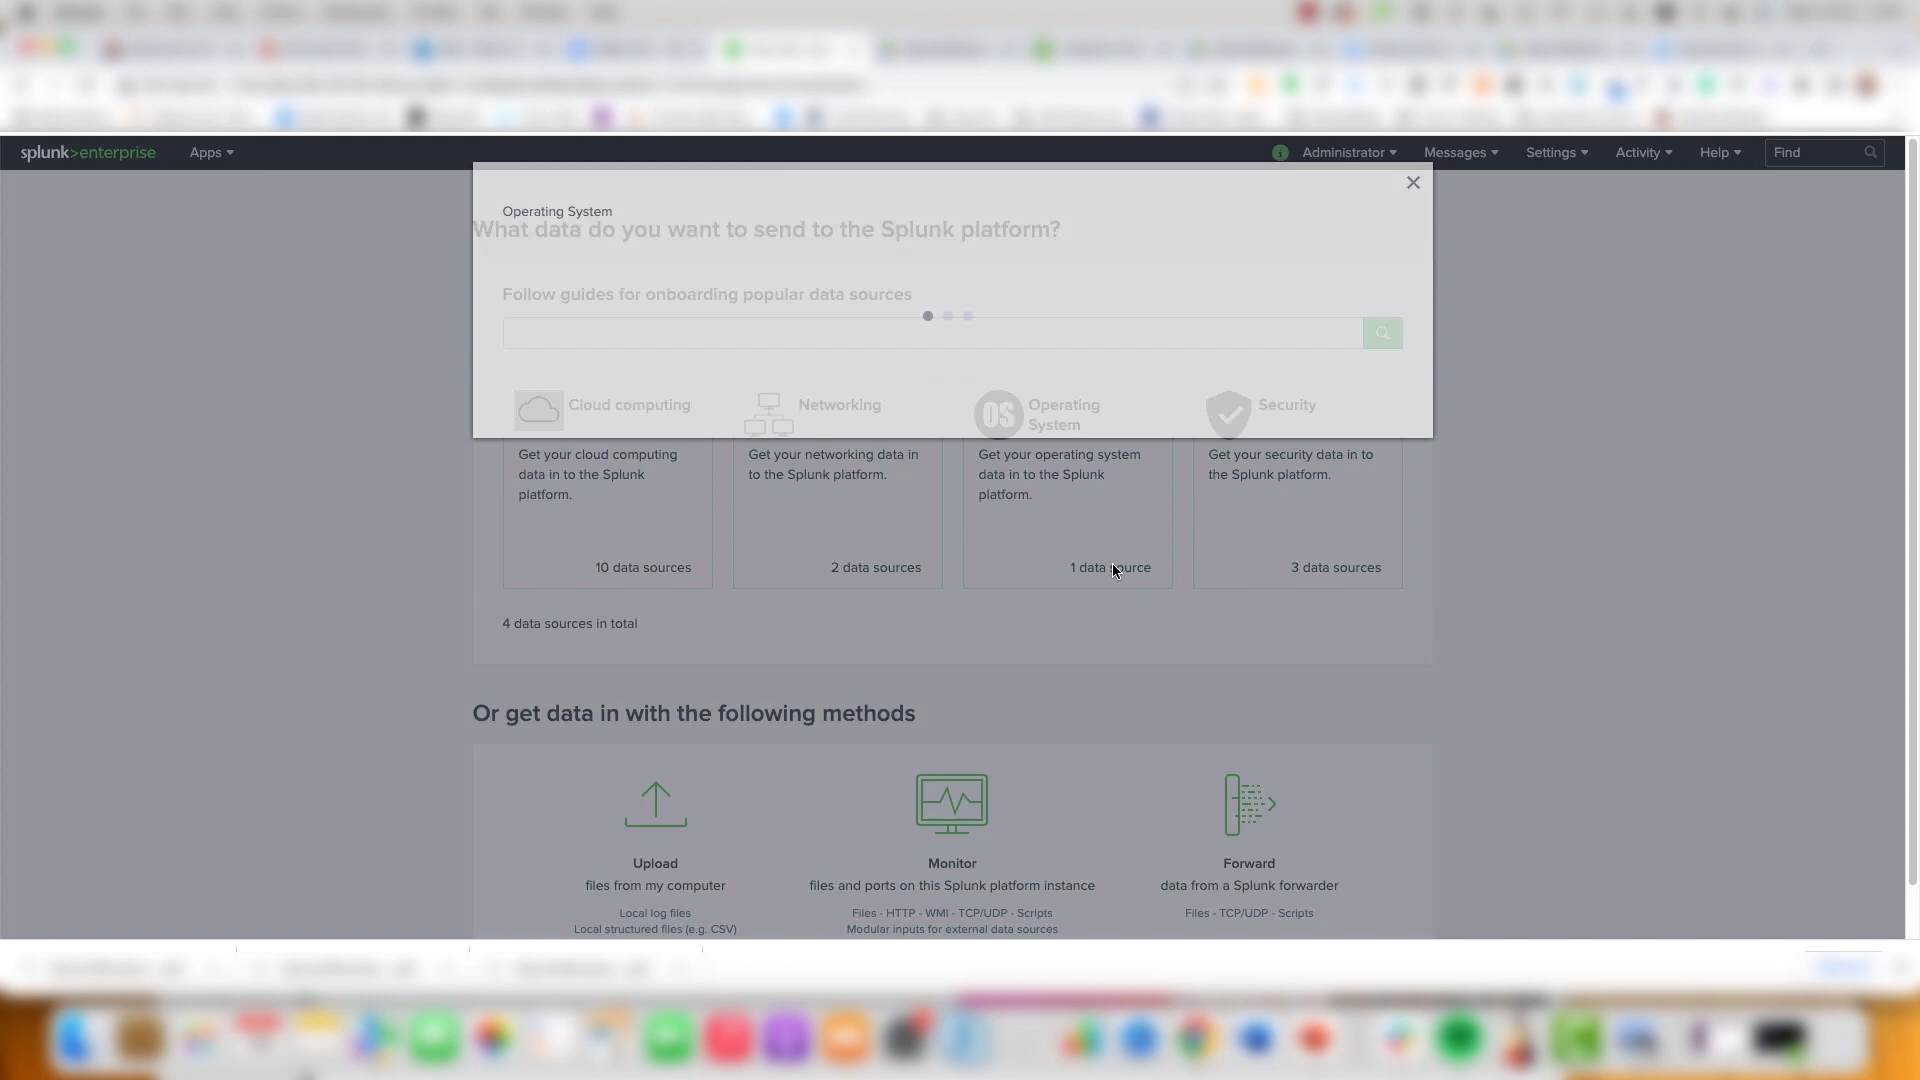 splunk>enterprise
Apps
Administrator
Messages
Settings
Activity
Help
Find
Operating System
What data do you want to send to the Splunk platform?
Follow guides for onboarding popular data sources
Cloud computing
Get your cloud computing
data in to the Splunk
platform.
10 data sources
Networking
Get your networking data in
to the Splunk platform.
2 data sources
OS
Operating
System
Get your operating system
data in to the Splunk
platform.
1 data source
Security
Get your security data in to
the Splunk platform.
3 data sources
4 data sources in total
Or get data in with the following methods
Upload
files from my computer
Local log files
Local structured files (e.g. CSV)
Monitor
files and ports on this Splunk platform instance
Files - HTTP - WMI - TCP/UDP - Scripts
Modular inputs for external data sources
Forward
data from a Splunk forwarder
Files - TCP/UDP - Scripts